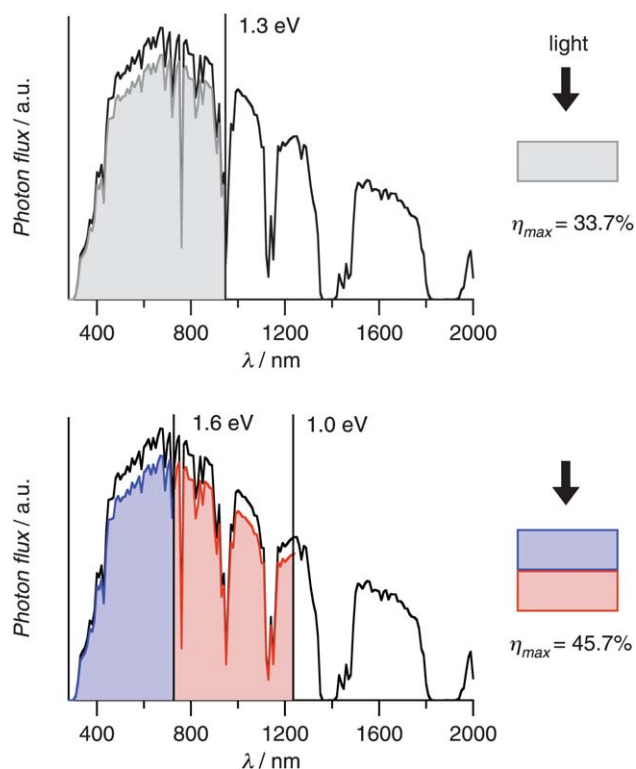 1.3 eV
light
Photon flux / a.u.
η_max = 33.7%
400 800 1200 1600 2000
λ / nm
1.6 eV 1.0 eV
Photon flux / a.u.
η_max = 45.7%
400 800 1200 1600 2000
λ / nm